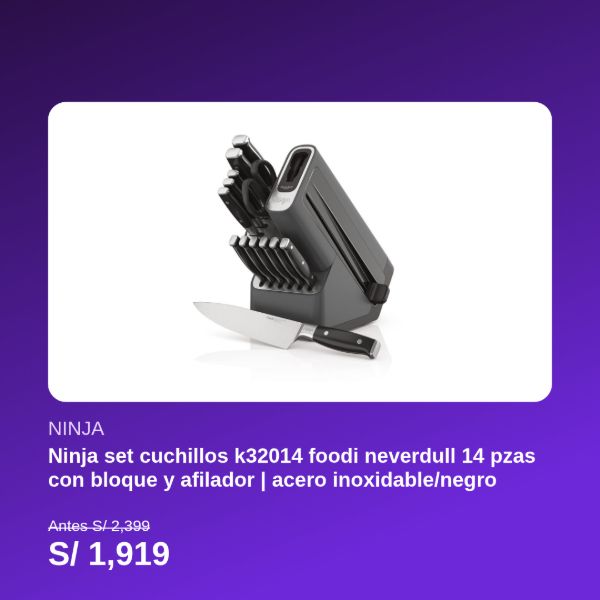 NINJA
Ninja set cuchillos k32014 foodi neverdull 14 pzas
con bloque y afilador | acero inoxidable/negro
Antes S/ 2,399
S/ 1,919